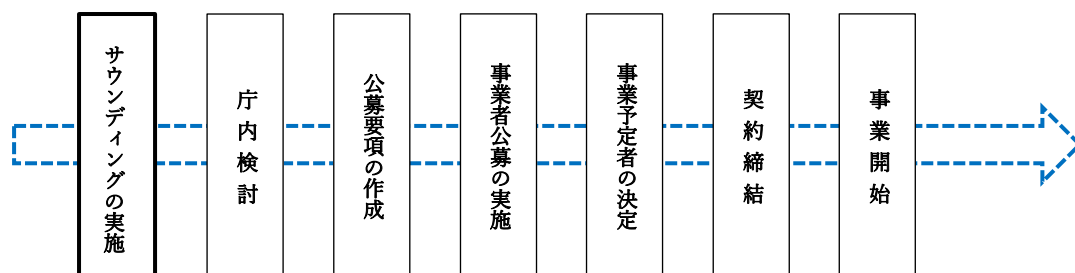 サウンディングの実施
庁内検討
公募要項の作成
事業者公募の実施
事業予定者の決定
契約締結
事業開始